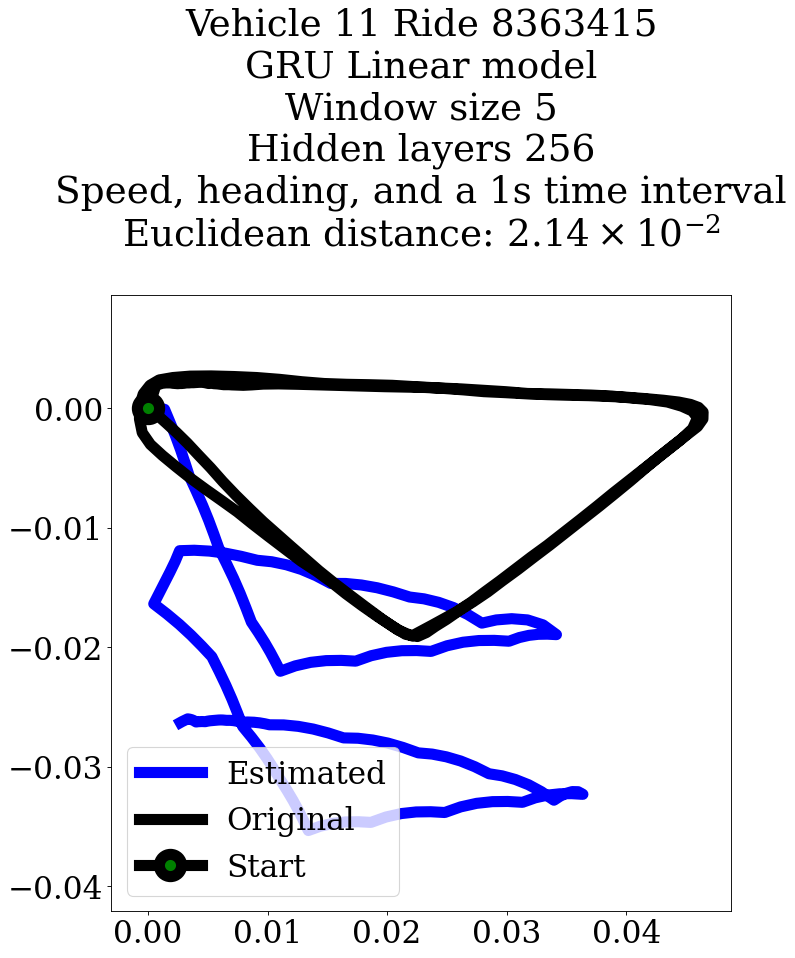 Vehicle 11 Ride 8363415
GRU Linear model
Window size 5
Hidden layers 256
Speed, heading, and a 1s time interval
Euclidean distance: 2.14 × 10⁻²
0.00
−0.01
−0.02
−0.03
−0.04
Estimated
Original
Start
0.00 0.01 0.02 0.03 0.04